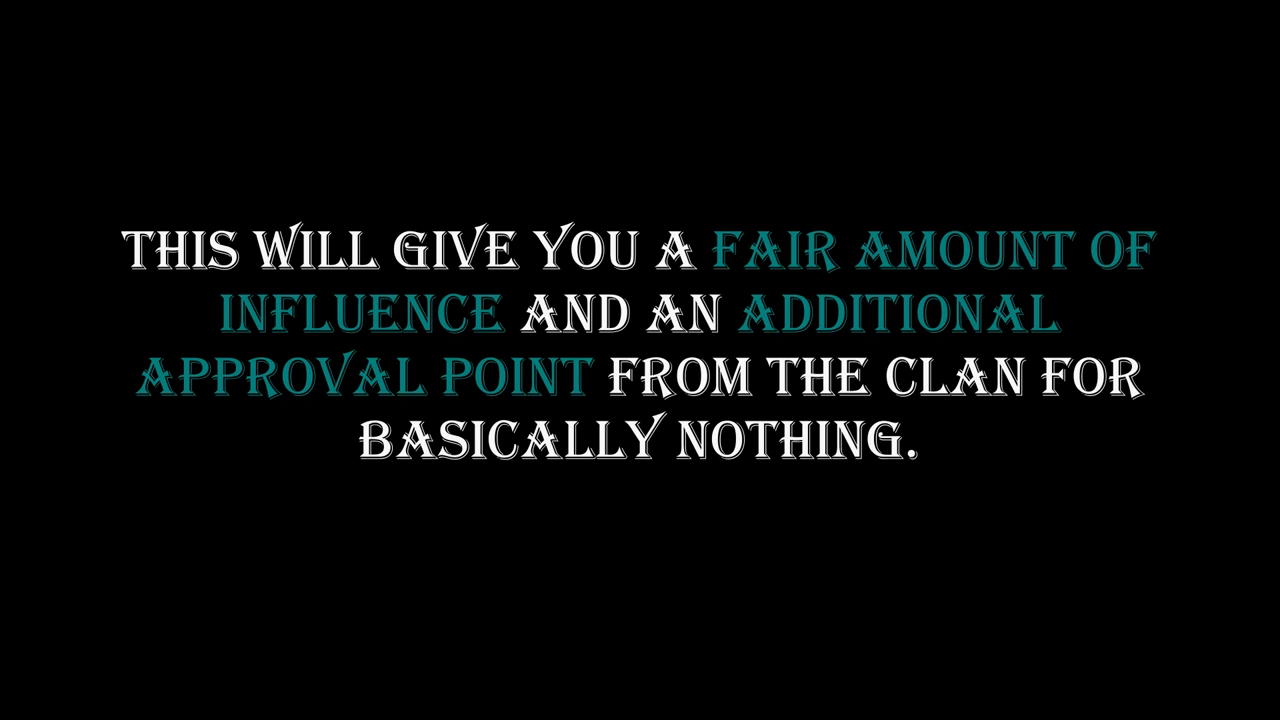 THIS WILL GIVE YOU A FAIR AMOUNT OF
INFLUENCE AND AN ADDITIONAL
APPROVAL POINT FROM THE CLAN FOR
BASICALLY NOTHING.